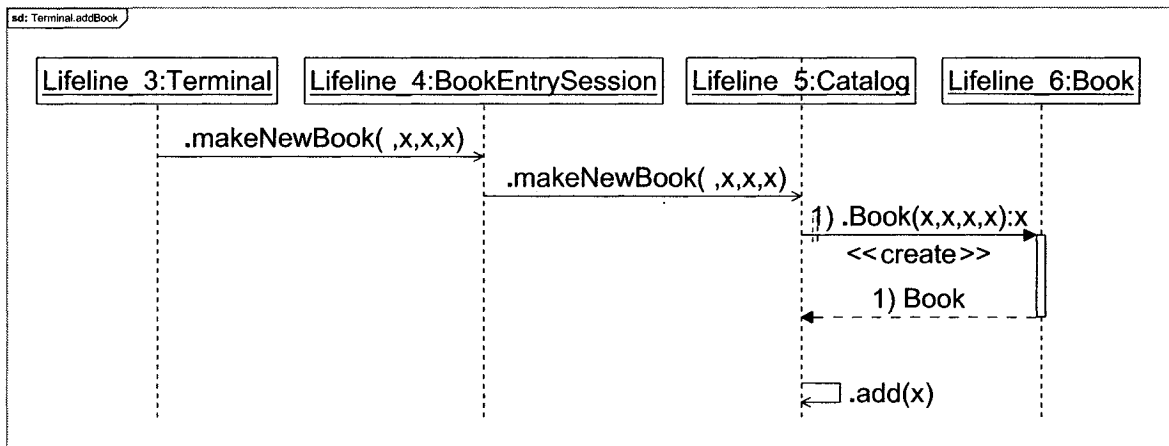 sd: Terminal.addBook
Lifeline_3:Terminal
Lifeline_4:BookEntrySession
Lifeline_5:Catalog
Lifeline_6:Book
.makeNewBook( ,x,x,x)
.makeNewBook( ,x,x,x)
1) .Book(x,x,x,x):x
<<create>>
1) Book
.add(x)